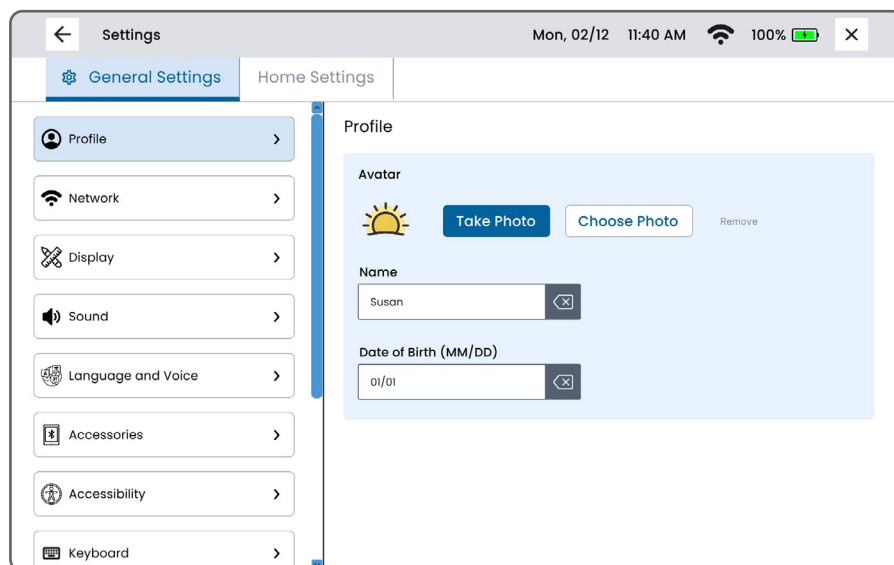 Settings
Mon, 02/12 11:40 AM 100%
General Settings
Home Settings
Profile
Network
Display
Sound
Language and Voice
Accessories
Accessibility
Keyboard
Profile
Avatar
Take Photo
Choose Photo
Remove
Name
Susan
Date of Birth (MM/DD)
01/01